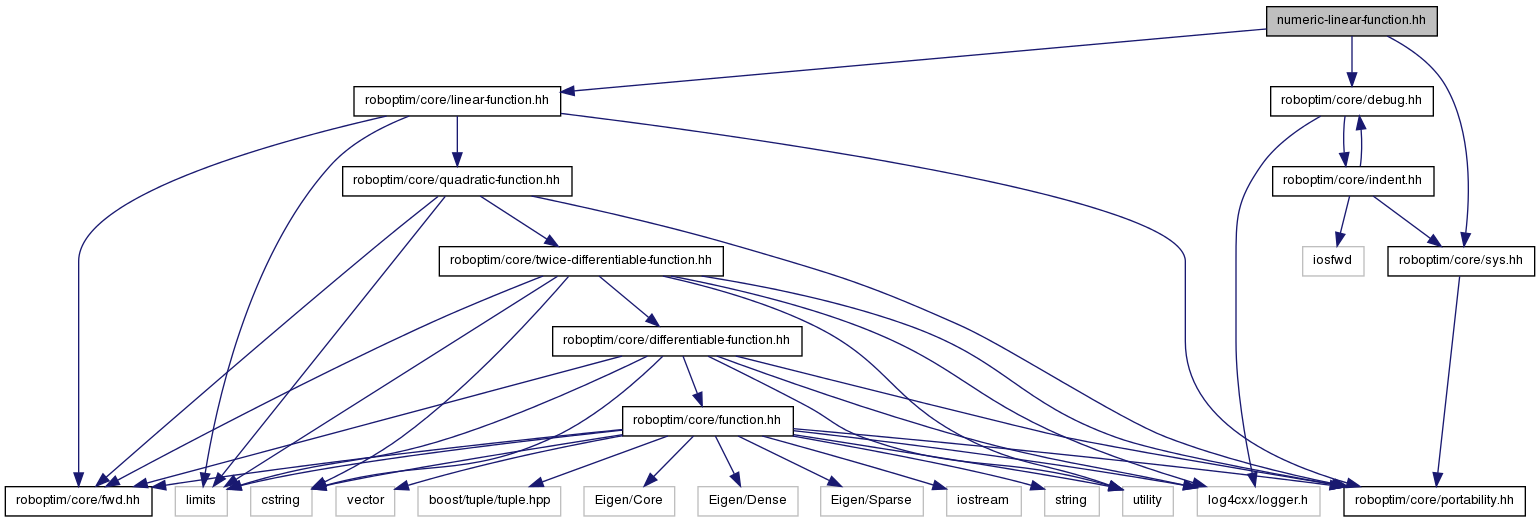 numeric-linear-function.hh
roboptim/core/linear-function.hh
roboptim/core/debug.hh
roboptim/core/quadratic-function.hh
roboptim/core/indent.hh
roboptim/core/twice-differentiable-function.hh
iosfwd
roboptim/core/sys.hh
roboptim/core/differentiable-function.hh
roboptim/core/function.hh
roboptim/core/fwd.hh
limits
cstring
vector
boost/tuple/tuple.hpp
Eigen/Core
Eigen/Dense
Eigen/Sparse
iostream
string
utility
log4cxx/logger.h
roboptim/core/portability.hh